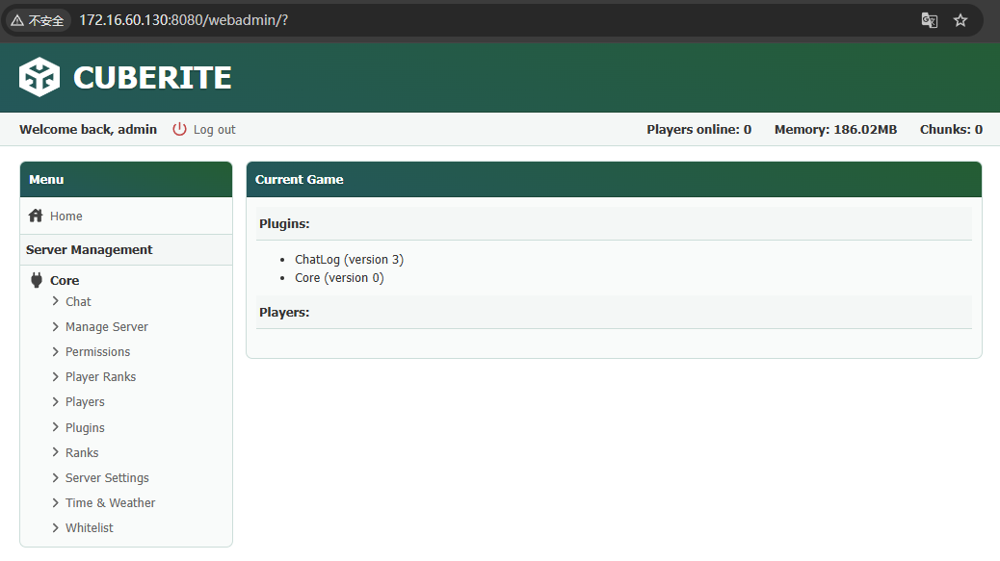 不安全 172.16.60.130:8080/webadmin/?
CUBERITE
Welcome back, admin Log out Players online: 0 Memory: 186.02MB Chunks: 0
Menu
Home
Server Management
Core
Chat
Manage Server
Permissions
Player Ranks
Players
Plugins
Ranks
Server Settings
Time & Weather
Whitelist
Current Game
Plugins:
ChatLog (version 3)
Core (version 0)
Players: